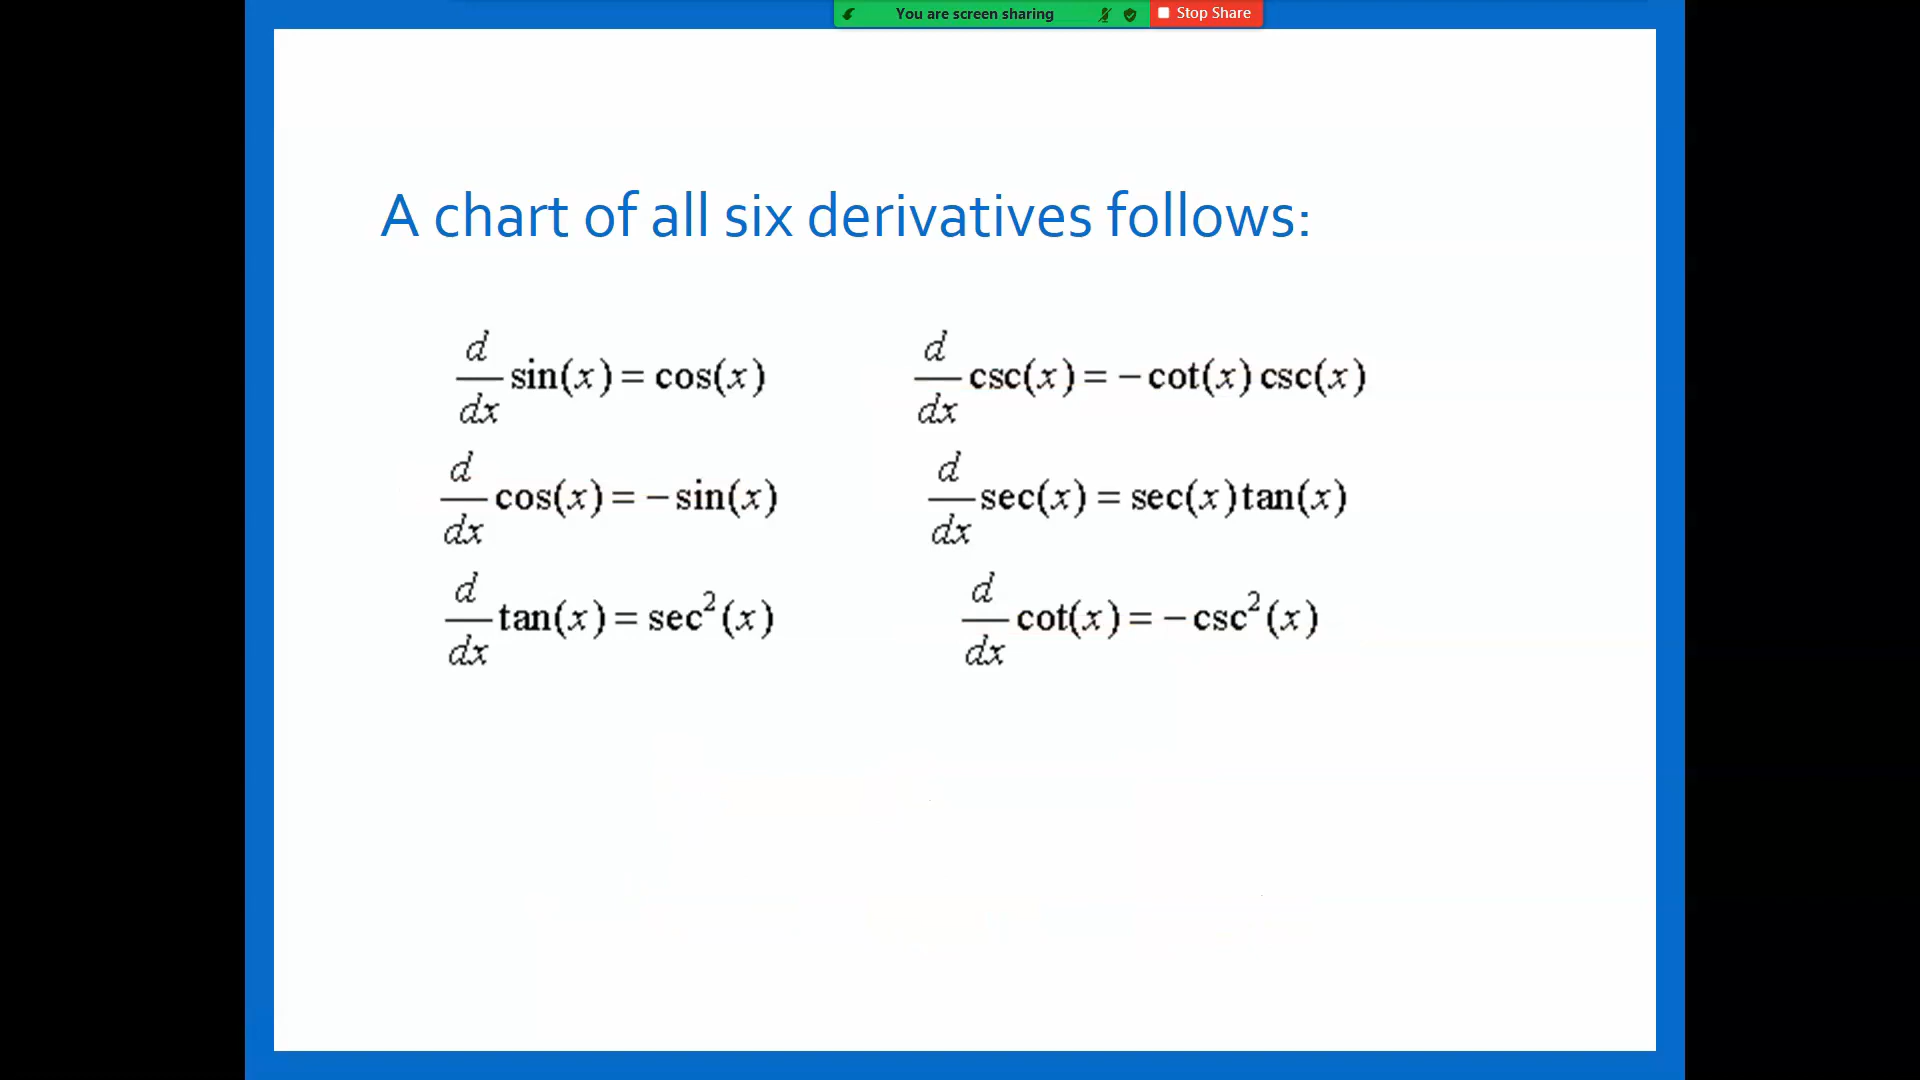 You are screen sharing
Stop Share
A chart of all six derivatives follows:
d/dx sin(x) = cos(x)
d/dx csc(x) = −cot(x) csc(x)
d/dx cos(x) = −sin(x)
d/dx sec(x) = sec(x) tan(x)
d/dx tan(x) = sec²(x)
d/dx cot(x) = −csc²(x)